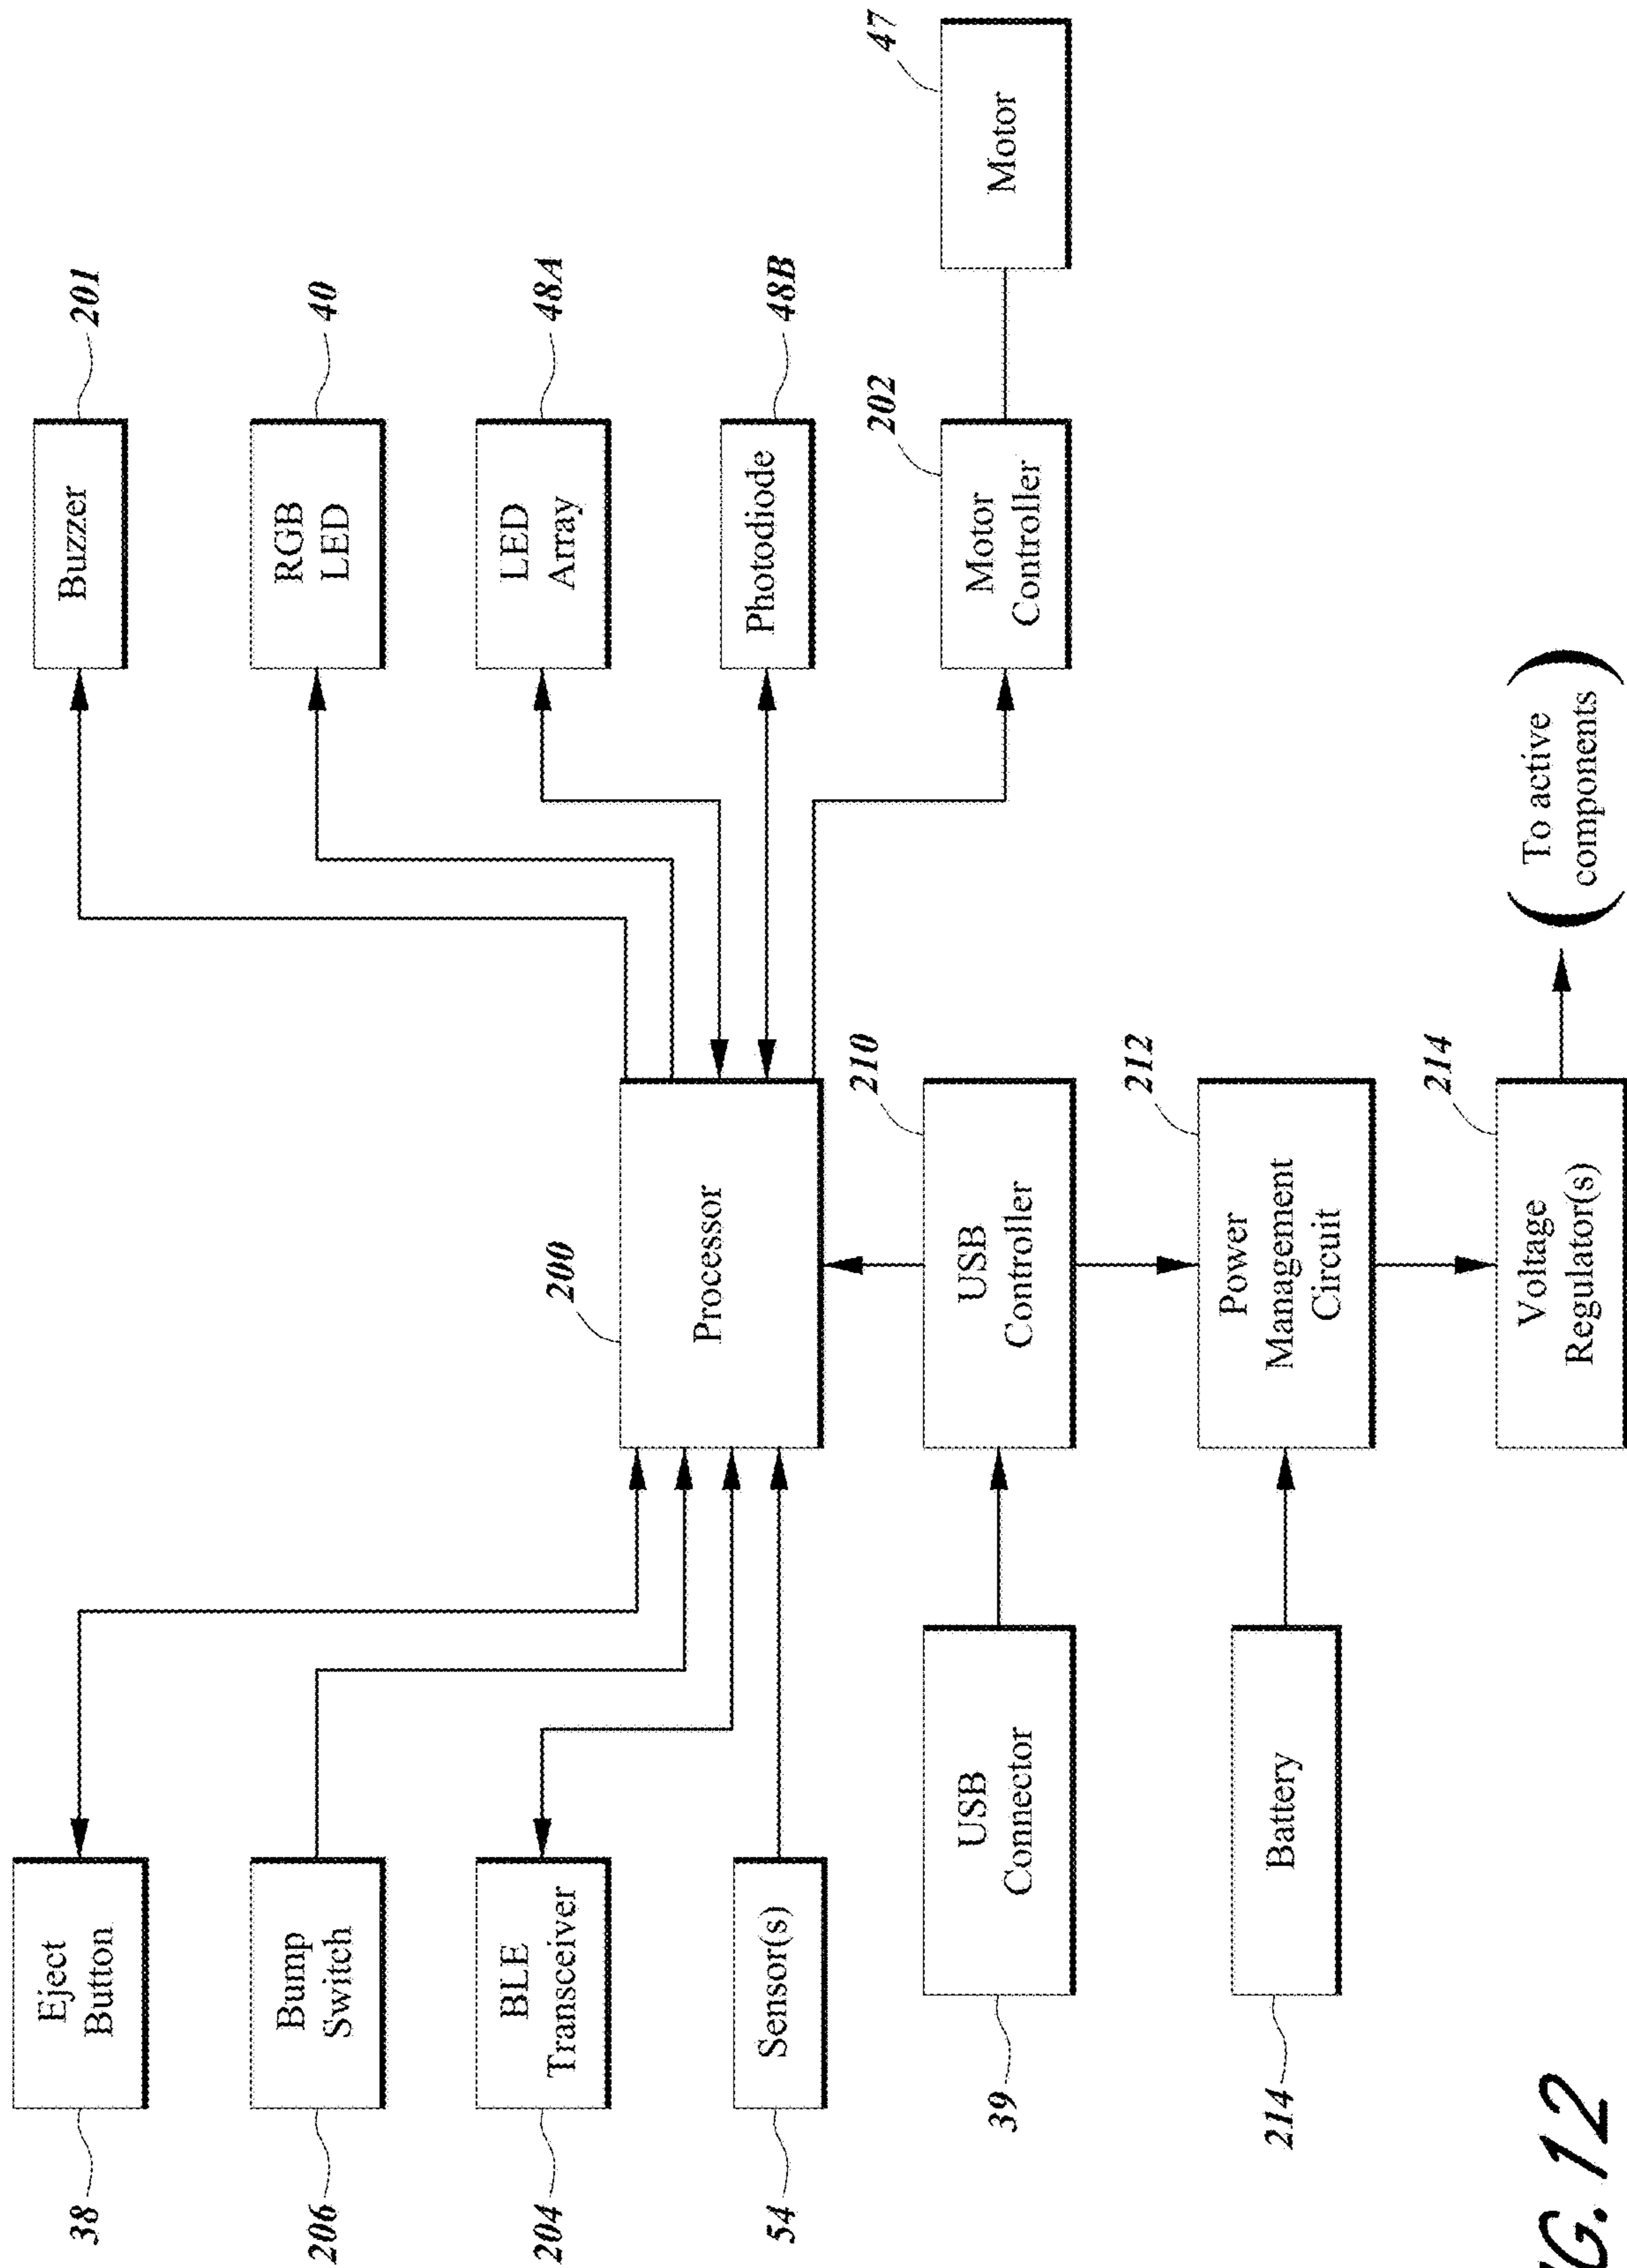 38
Eject
Button
Buzzer
201
206
Bump
Switch
RGB
LED
40
204
BLE
Transceiver
LED
Array
48A
54
Sensor(s)
200
Processor
Photodiode
48B
39
USB
Connector
210
USB
Controller
202
Motor
Controller
47
Motor
214
Battery
212
Power
Management
Circuit
214
Voltage
Regulator(s)
(To active
components)
G. 12